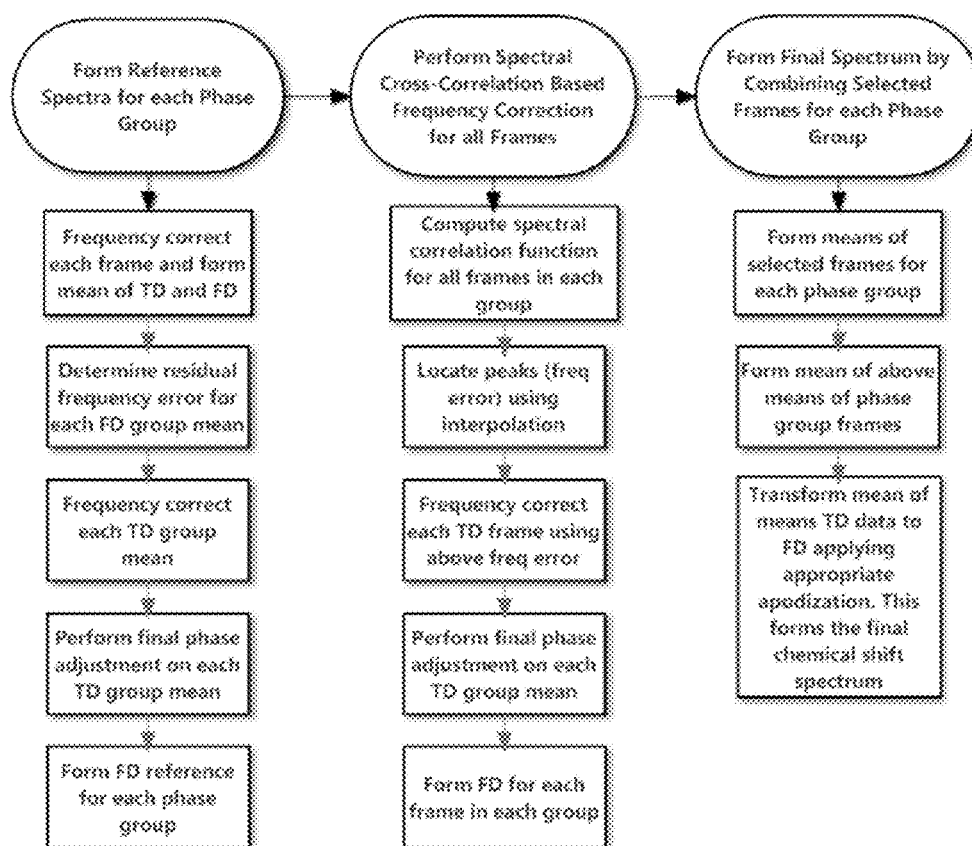 Form Reference
Spectra for each Phase
Group
Perform Spectral
Cross-Correlation Based
Frequency Correction
for all Frames
Form Final Spectrum by
Combining Selected
Frames for each Phase
Group
Frequency correct
each frame and form
mean of TD and FD
Determine residual
frequency error for
each FD group mean
Frequency correct
each TD group
mean
Perform final phase
adjustment on each
TD group mean
Form FD reference
for each phase
group
Compute spectral
correlation function
for all frames in each
group
Locate peaks (freq
error) using
interpolation
Frequency correct
each TD frame using
above freq error
Perform final phase
adjustment on each
TD group mean
Form FD for each
frame in each group
Form means of
selected frames for
each phase group
Form mean of above
means of phase
group frames
Transform mean of
means TD data to
FD applying
appropriate
apodization. This
forms the final
chemical shift
spectrum